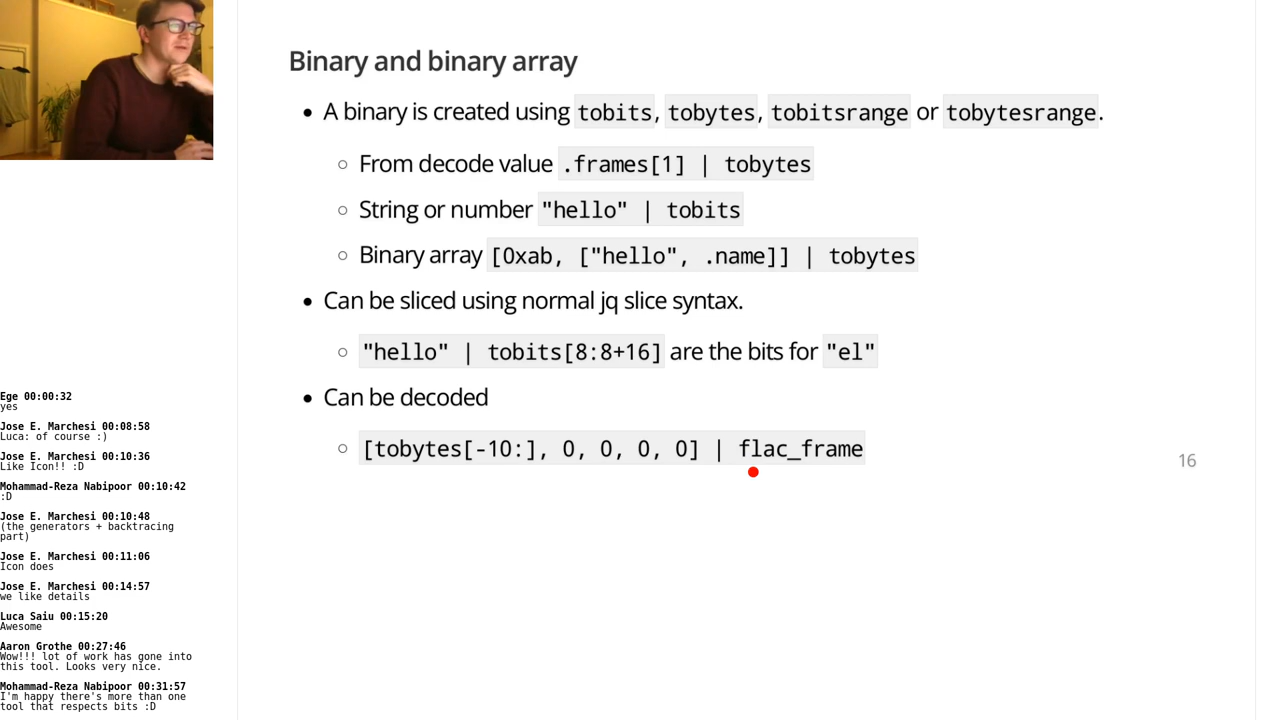 Binary and binary array
• A binary is created using tobits, tobytes, tobitsrange or tobytesrange.
○ From decode value .frames[1] | tobytes
○ String or number "hello" | tobits
○ Binary array [0xab, ["hello", .name]] | tobytes
• Can be sliced using normal jq slice syntax.
○ "hello" | tobits[8:8+16] are the bits for "el"
• Can be decoded
○ [tobytes[-10:], 0, 0, 0, 0] | flac_frame
16
Ege 00:00:32
yes
Jose E. Marchesi 00:08:58
Luca: of course :)
Jose E. Marchesi 00:10:36
Like Icon!! :D
Mohammad-Reza Nabipoor 00:10:42
:D
Jose E. Marchesi 00:10:48
(the generators + backtracing
part)
Jose E. Marchesi 00:11:06
Icon does
Jose E. Marchesi 00:14:57
we like details
Luca Saiu 00:15:20
Awesome
Aaron Grothe 00:27:46
Wow!!! lot of work has gone into
this tool. Looks very nice.
Mohammad-Reza Nabipoor 00:31:57
I'm happy there's more than one
tool that respects bits :D